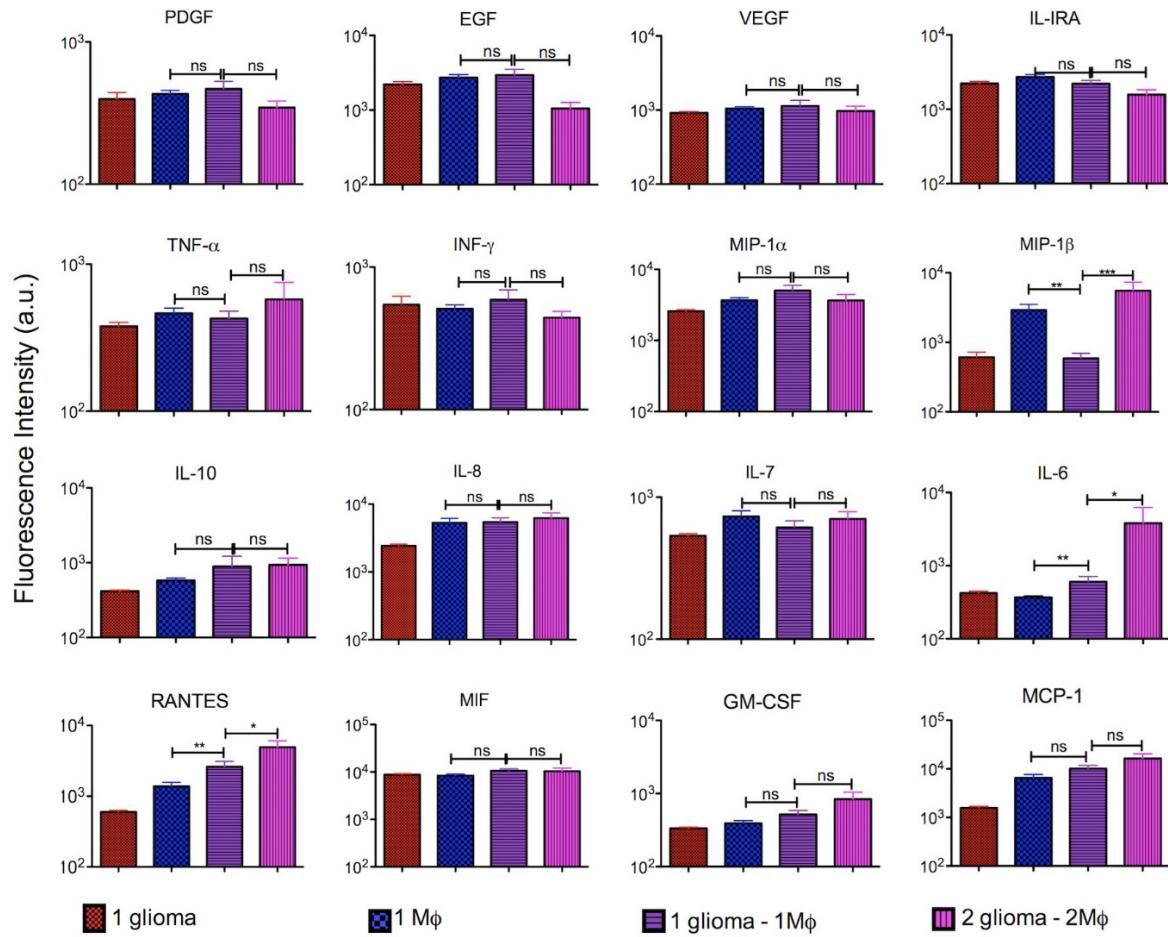 PDGF EGF VEGF IL-IRA
10³ 10⁴ 10⁴ 10⁴
ns ns ns ns ns ns ns ns
10³ 10³ 10³
10² 10² 10² 10²
TNF-α INF-γ MIP-1α MIP-1β
10³ 10³ 10⁴ 10⁴
ns ns ns ns ns ns ** ***
10³ 10³
10² 10² 10² 10²
Fluorescence Intensity (a.u.)
IL-10 IL-8 IL-7 IL-6
10⁴ 10⁴ 10³ 10⁴
ns ns ns ns ns ns ** *
10³ 10³ 10³
10² 10² 10² 10²
RANTES MIF GM-CSF MCP-1
10⁴ 10⁵ 10⁴ 10⁵
** * ns ns ns ns ns ns
10⁴ 10⁴
10³ 10³ 10³ 10³
10² 10² 10² 10²
1 glioma 1 Mϕ 1 glioma - 1Mϕ 2 glioma - 2Mϕ